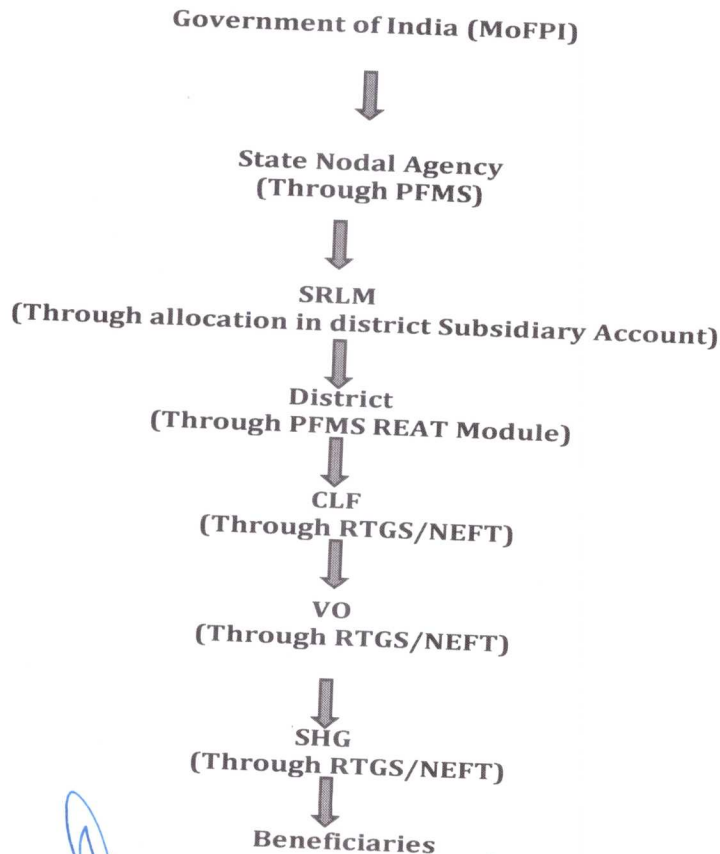 Government of India (MoFPI)
State Nodal Agency
(Through PFMS)
SRLM
(Through allocation in district Subsidiary Account)
District
(Through PFMS REAT Module)
CLF
(Through RTGS/NEFT)
VO
(Through RTGS/NEFT)
SHG
(Through RTGS/NEFT)
Beneficiaries